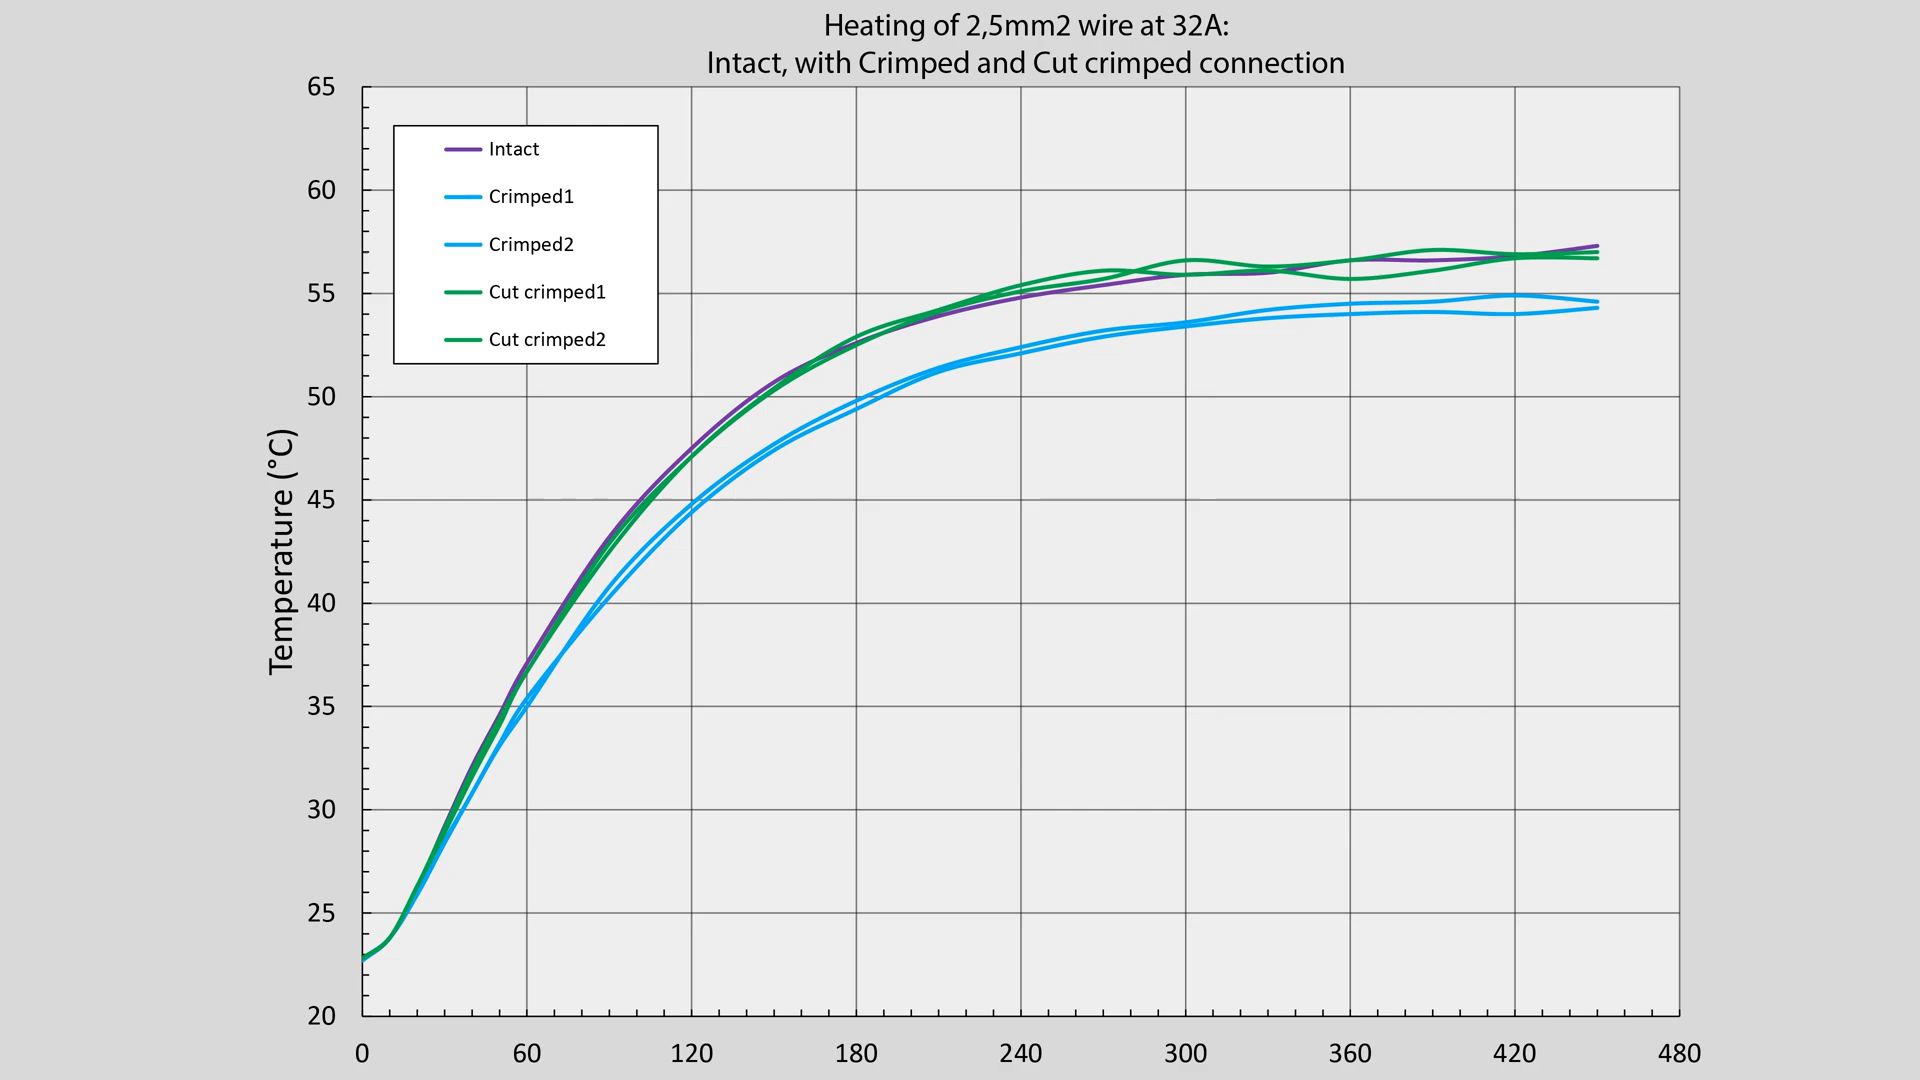 Heating of 2,5mm2 wire at 32A:
Intact, with Crimped and Cut crimped connection
65
60
55
50
45
40
35
30
25
20
Temperature (°C)
Intact
Crimped1
Crimped2
Cut crimped1
Cut crimped2
0 60 120 180 240 300 360 420 480